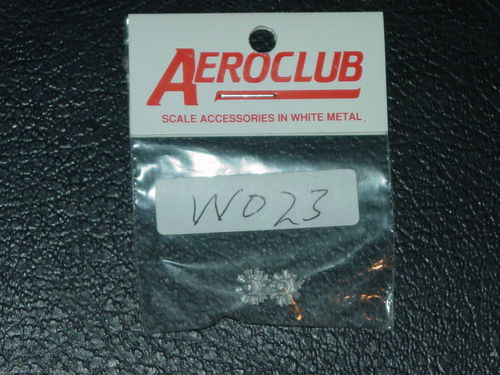 AEROCLUB
SCALE ACCESSORIES IN WHITE METAL
W023